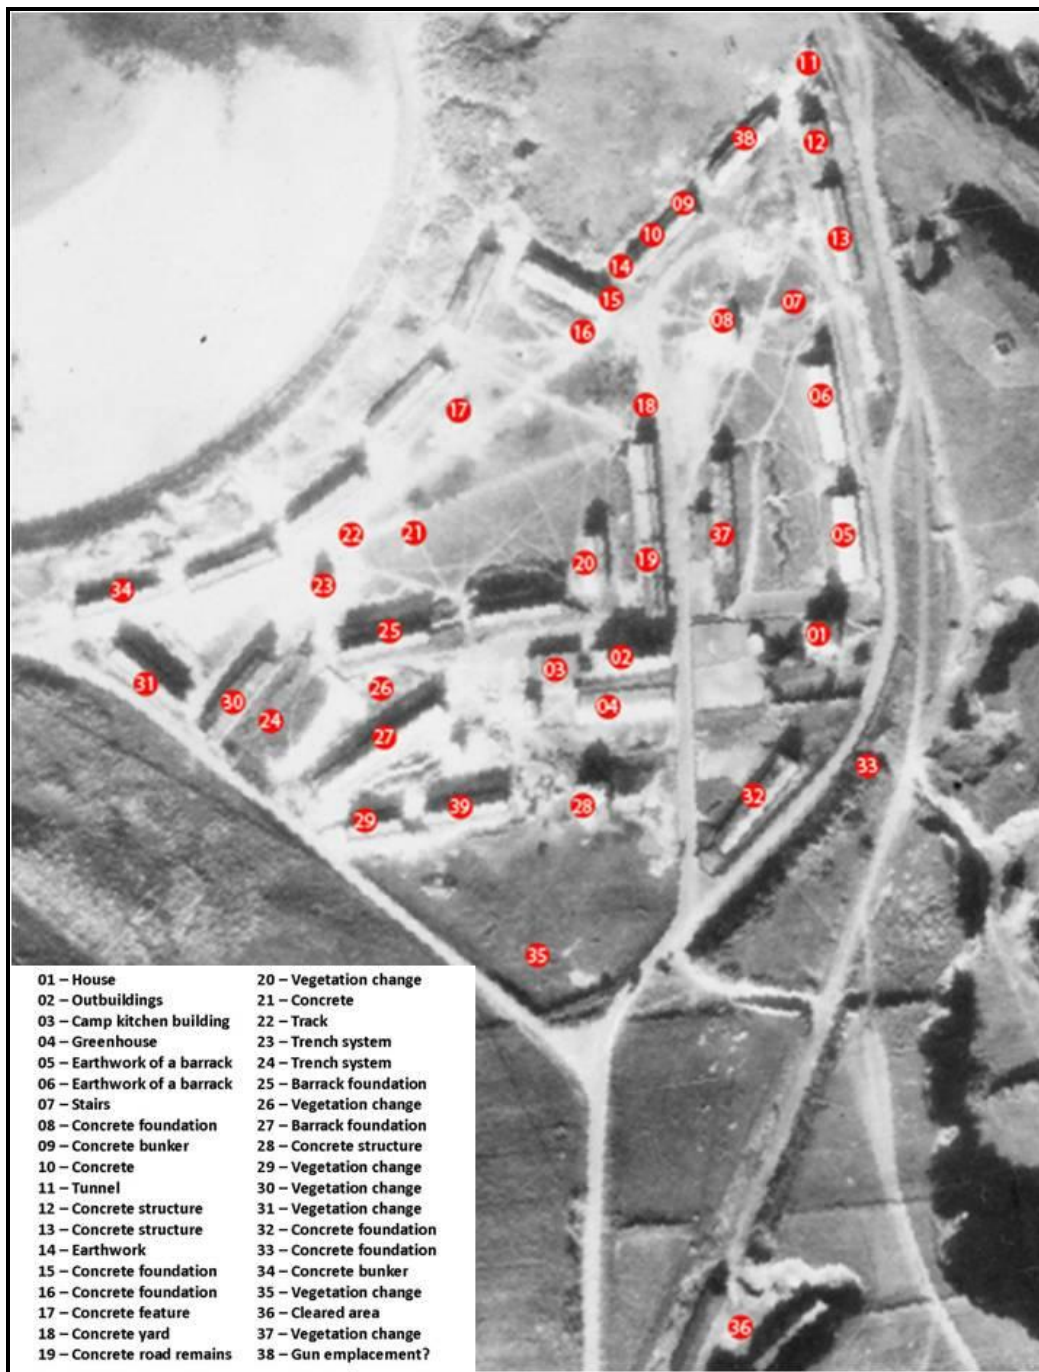 11
38
12
09
10
13
14
15
07
16
08
06
17
18
22
21
37
05
20
19
34
23
25
01
02
03
31
26
30
04
24
27
33
32
39
28
29
35
01 – House
02 – Outbuildings
03 – Camp kitchen building
04 – Greenhouse
05 – Earthwork of a barrack
06 – Earthwork of a barrack
07 – Stairs
08 – Concrete foundation
09 – Concrete bunker
10 – Concrete
11 – Tunnel
12 – Concrete structure
13 – Concrete structure
14 – Earthwork
15 – Concrete foundation
16 – Concrete foundation
17 – Concrete feature
18 – Concrete yard
19 – Concrete road remains
20 – Vegetation change
21 – Concrete
22 – Track
23 – Trench system
24 – Trench system
25 – Barrack foundation
26 – Vegetation change
27 – Barrack foundation
28 – Concrete structure
29 – Vegetation change
30 – Vegetation change
31 – Vegetation change
32 – Concrete foundation
33 – Concrete foundation
34 – Concrete bunker
35 – Vegetation change
36 – Cleared area
37 – Vegetation change
38 – Gun emplacement?
36